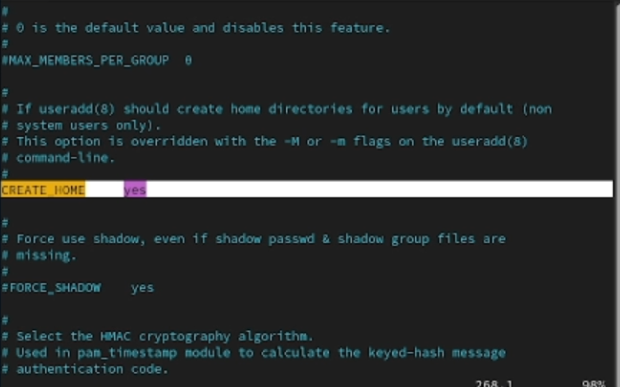 #
# 0 is the default value and disables this feature.
#
#MAX_MEMBERS_PER_GROUP 0
#
# If useradd(8) should create home directories for users by default (non
# system users only).
# This option is overridden with the -M or -m flags on the useradd(8)
# command-line.
#
CREATE_HOME yes
#
# Force use shadow, even if shadow passwd & shadow group files are
# missing.
#
#FORCE_SHADOW yes
#
# Select the HMAC cryptography algorithm.
# Used in pam_timestamp module to calculate the keyed-hash message
# authentication code.
268,1 98%